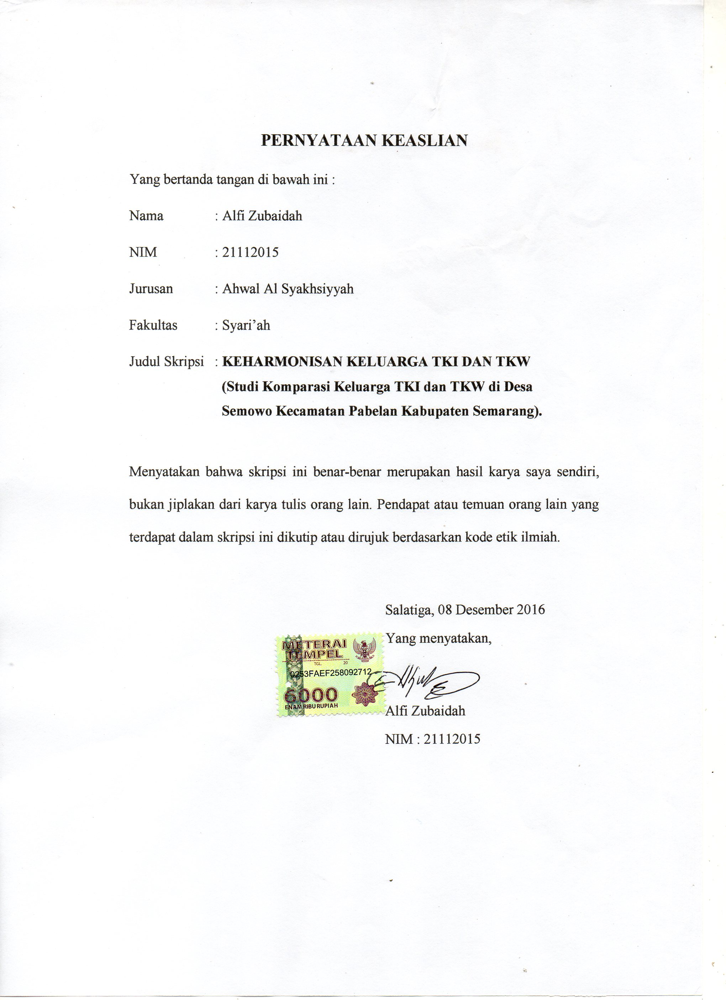 PERNYATAAN KEASLIAN
Yang bertanda tangan di bawah ini :
Nama : Alfi Zubaidah
NIM : 21112015
Jurusan : Ahwal Al Syakhsiyyah
Fakultas : Syari’ah
Judul Skripsi : KEHARMONISAN KELUARGA TKI DAN TKW
(Studi Komparasi Keluarga TKI dan TKW di Desa
Semowo Kecamatan Pabelan Kabupaten Semarang).
Menyatakan bahwa skripsi ini benar-benar merupakan hasil karya saya sendiri,
bukan jiplakan dari karya tulis orang lain. Pendapat atau temuan orang lain yang
terdapat dalam skripsi ini dikutip atau dirujuk berdasarkan kode etik ilmiah.
Salatiga, 08 Desember 2016
Yang menyatakan,
METERAI
TEMPEL
TGL. 20
0253FAEF258092712
6000
ENAM RIBU RUPIAH
Alfi Zubaidah
NIM : 21112015